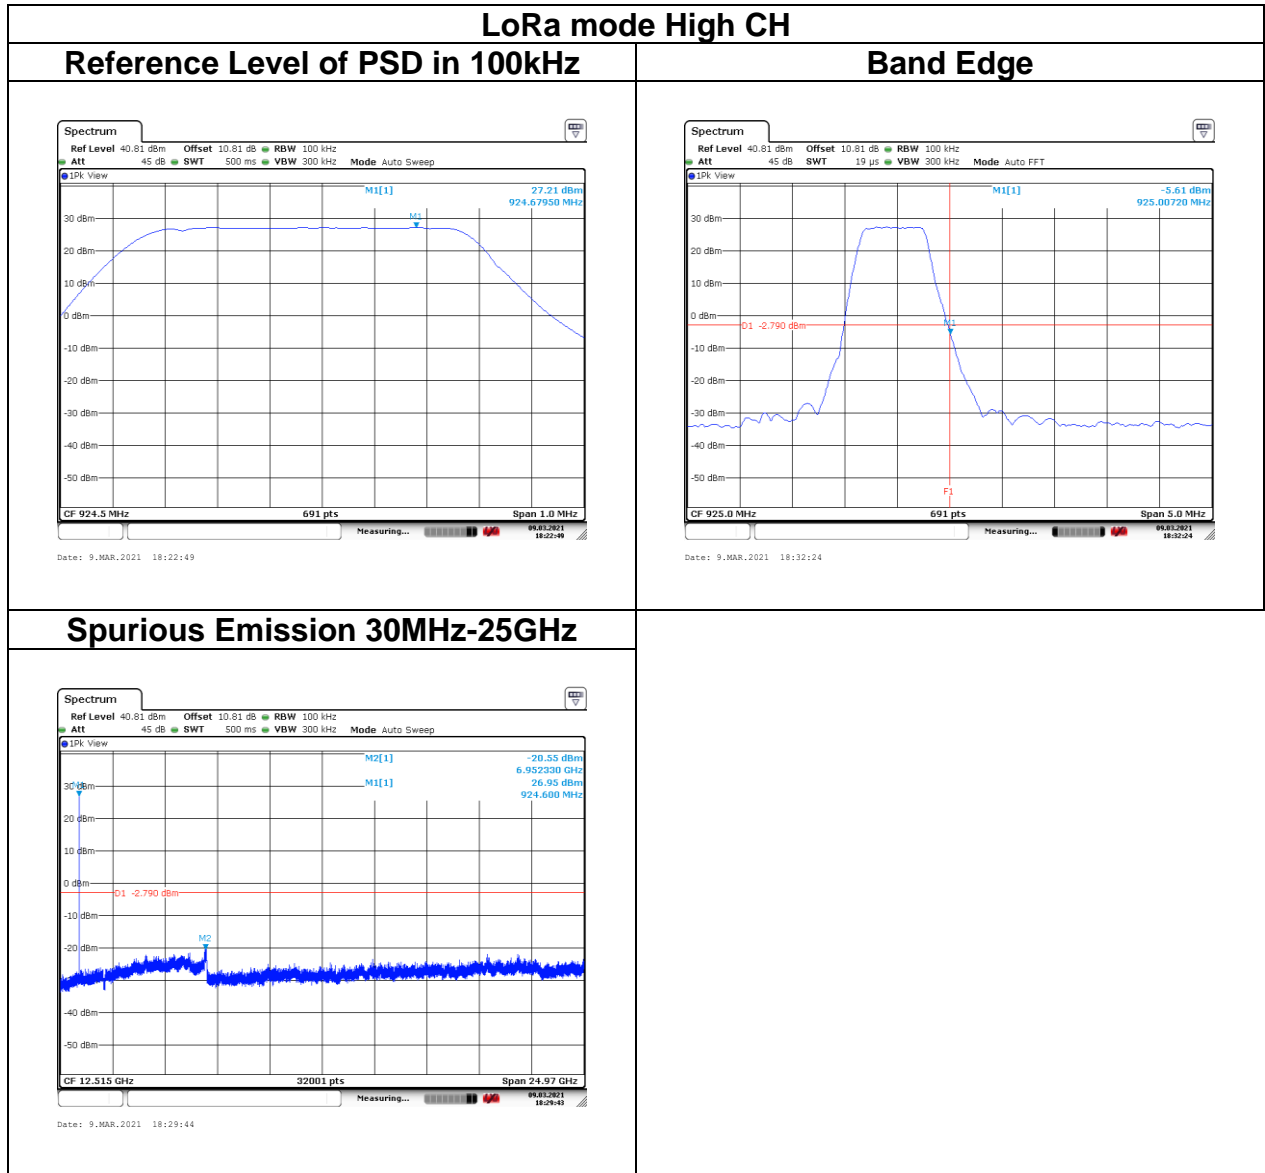 LoRa mode High CH
Reference Level of PSD in 100kHz
Band Edge
Spectrum
Ref Level 40.81 dBm Offset 10.81 dB RBW 100 kHz
Att 45 dB SWT 500 ms VBW 300 kHz Mode Auto Sweep
1Pk View
M1[1] 27.21 dBm
924.67950 MHz
M1
30 dBm
20 dBm
10 dBm
0 dBm
-10 dBm
-20 dBm
-30 dBm
-40 dBm
-50 dBm
CF 924.5 MHz 691 pts Span 1.0 MHz
Measuring... 09.03.2021
18:22:49
Date: 9.MAR.2021 18:22:49
Spectrum
Ref Level 40.81 dBm Offset 10.81 dB RBW 100 kHz
Att 45 dB SWT 19 µs VBW 300 kHz Mode Auto FFT
1Pk View
M1[1] -5.61 dBm
925.00720 MHz
30 dBm
20 dBm
10 dBm
0 dBm
D1 -2.790 dBm
M1
-10 dBm
-20 dBm
-30 dBm
-40 dBm
-50 dBm
F1
CF 925.0 MHz 691 pts Span 5.0 MHz
Measuring... 09.03.2021
18:32:24
Date: 9.MAR.2021 18:32:24
Spurious Emission 30MHz-25GHz
Spectrum
Ref Level 40.81 dBm Offset 10.81 dB RBW 100 kHz
Att 45 dB SWT 500 ms VBW 300 kHz Mode Auto Sweep
1Pk View
M2[1] -20.55 dBm
6.952330 GHz
M1[1] 26.95 dBm
924.600 MHz
30 dBm
M1
20 dBm
10 dBm
0 dBm
D1 -2.790 dBm
-10 dBm
M2
-20 dBm
-40 dBm
-50 dBm
CF 12.515 GHz 32001 pts Span 24.97 GHz
Measuring... 09.03.2021
18:29:43
Date: 9.MAR.2021 18:29:44